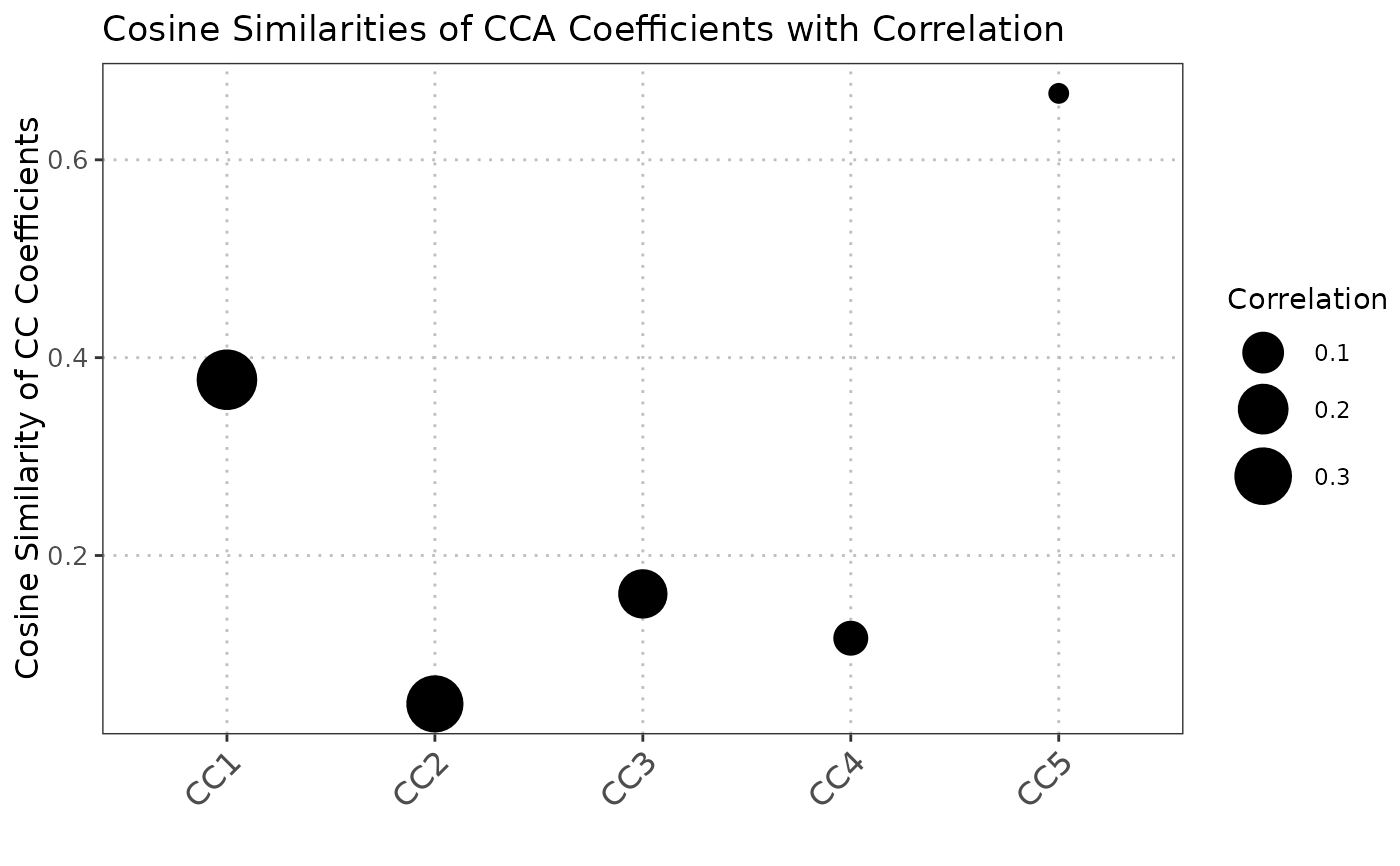 Cosine Similarities of CCA Coefficients with Correlation
Cosine Similarity of CC Coefficients
0.6
0.4
0.2
CC1
CC2
CC3
CC4
CC5
Correlation
0.1
0.2
0.3